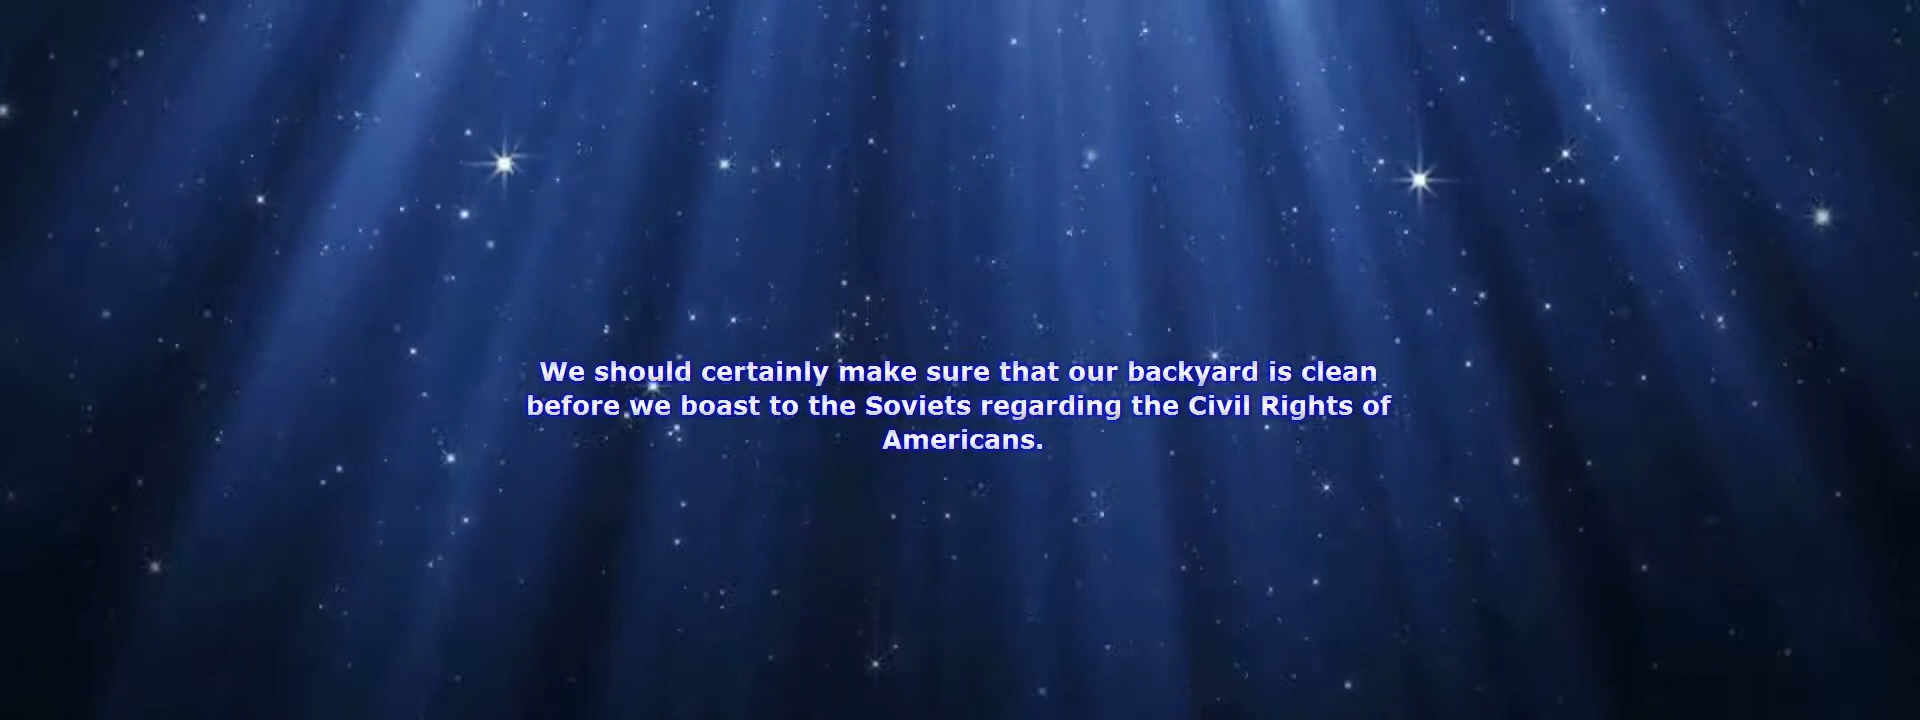 We should certainly make sure that our backyard is clean
before we boast to the Soviets regarding the Civil Rights of
Americans.